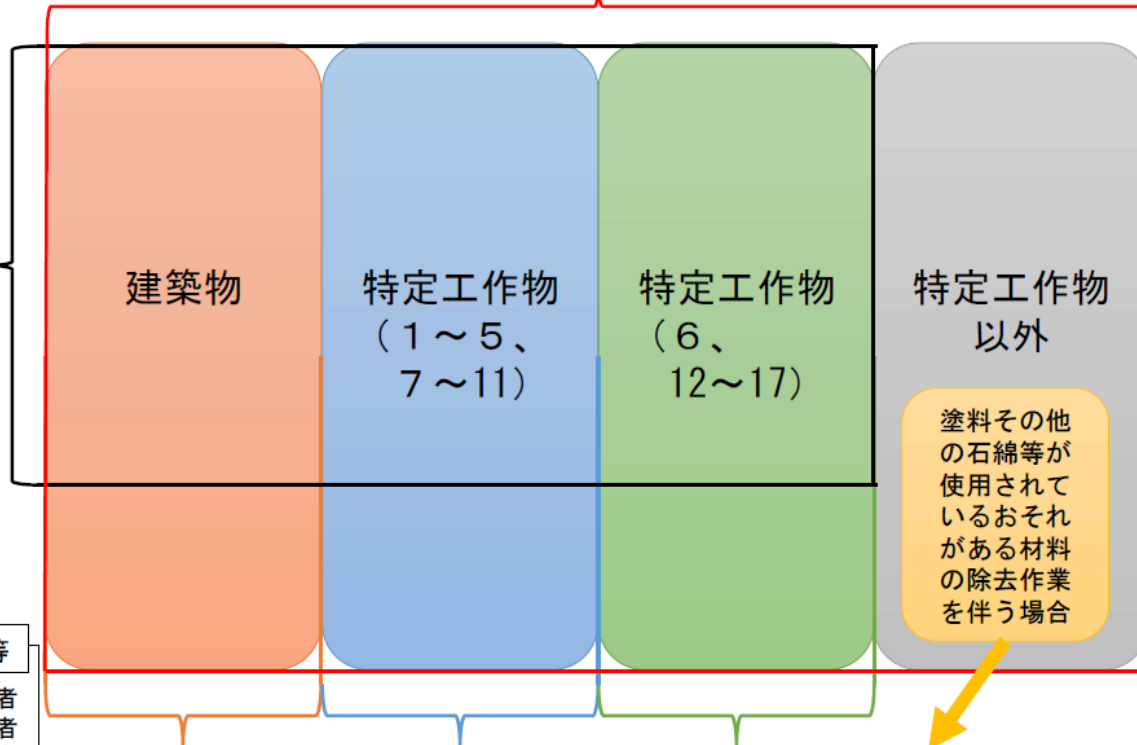 建築物
特定工作物
(1～5、
7～11)
特定工作物
(6、
12～17)
特定工作物
以外
塗料その他
の石綿等が
使用されて
いるおそれ
がある材料
の除去作業
を伴う場合
等
者
者